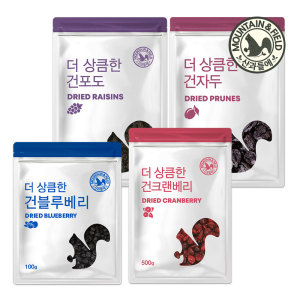 MOUNTAIN & FIELD
산과들에
더 상큼한
건포도
DRIED RAISINS
더 상큼한
건자두
DRIED PRUNES
더 상큼한
건블루베리
DRIED BLUEBERRY
100g
더 상큼한
건크랜베리
DRIED CRANBERRY
500g